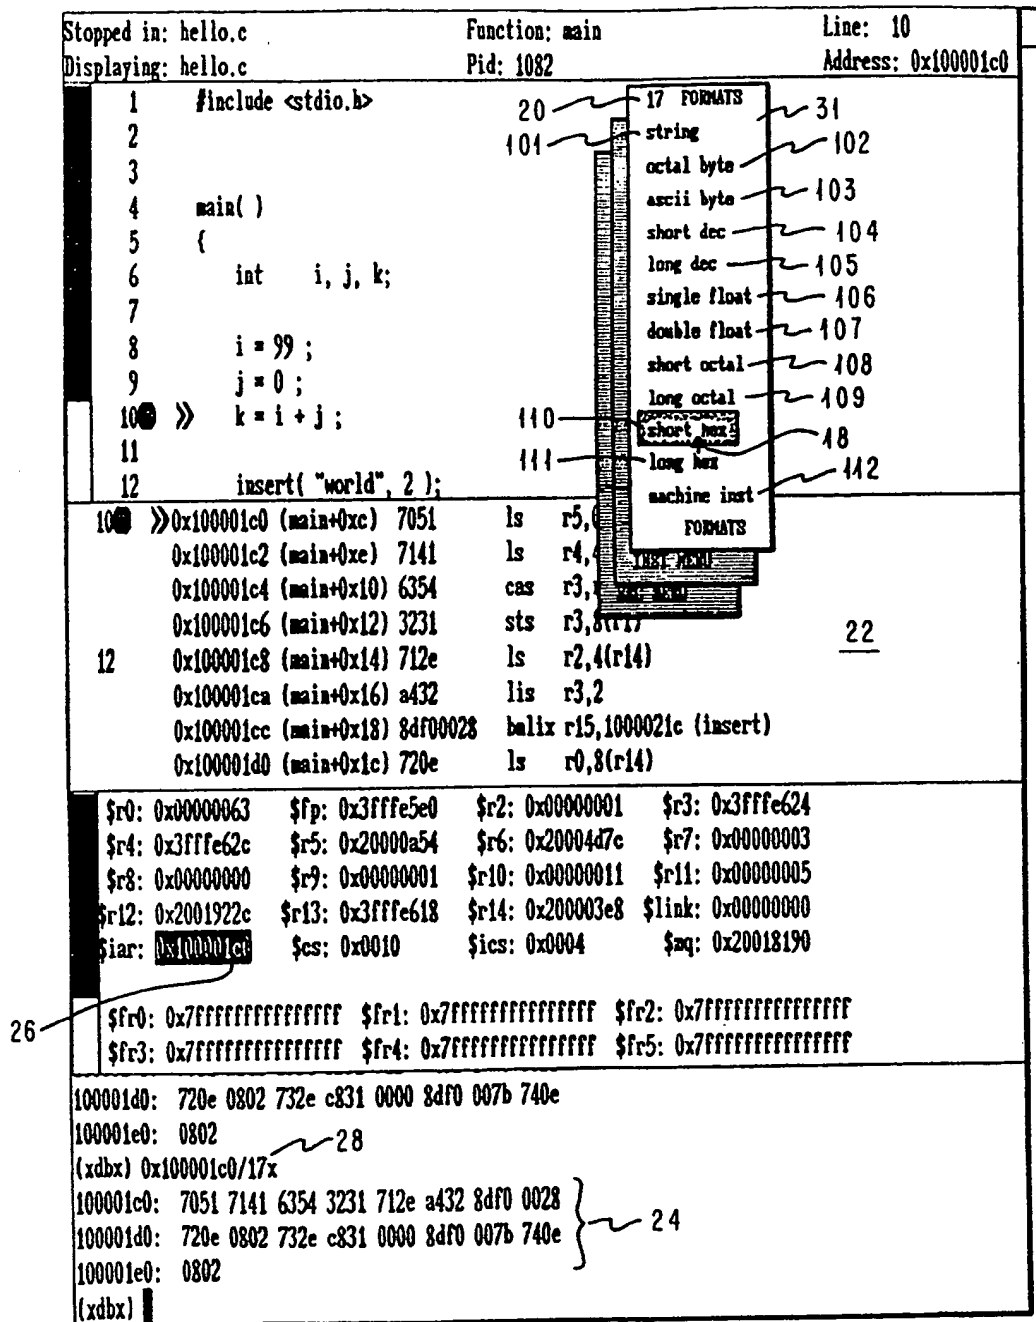 Stopped in: hello.c Function: main Line: 10
Displaying: hello.c Pid: 1082 Address: 0x100001c0
1 #include <stdio.h>
2
3
4 main( )
5 {
6 int i, j, k;
7
8 i = 99 ;
9 j = 0 ;
10 » k = i + j ;
11
12 insert( "world", 2 );
20 17 FORMATS 31
101 string
octal byte 102
ascii byte 103
short dec 104
long dec 105
single float 106
double float 107
short octal 108
long octal 109
110 short hex 18
111 long hex
machine inst 112
FORMATS
INST MENU
10 »0x100001c0 (main+0xc) 7051 ls r5,
0x100001c2 (main+0xe) 7141 ls r4,
0x100001c4 (main+0x10) 6354 cas r3,
0x100001c6 (main+0x12) 3231 sts r3,8(r1)
12 0x100001c8 (main+0x14) 712e ls r2,4(r14)
0x100001ca (main+0x16) a432 lis r3,2
0x100001cc (main+0x18) 8df00028 balix r15,1000021c (insert)
0x100001d0 (main+0x1c) 720e ls r0,8(r14)
22
$r0: 0x00000063 $fp: 0x3fffe5e0 $r2: 0x00000001 $r3: 0x3fffe624
$r4: 0x3fffe62c $r5: 0x20000a54 $r6: 0x20004d7c $r7: 0x00000003
$r8: 0x00000000 $r9: 0x00000001 $r10: 0x00000011 $r11: 0x00000005
$r12: 0x2001922c $r13: 0x3fffe618 $r14: 0x200003e8 $link: 0x00000000
$iar: 0x100001c0 $cs: 0x0010 $ics: 0x0004 $mq: 0x20018190
26
$fr0: 0x7fffffffffffffff $fr1: 0x7fffffffffffffff $fr2: 0x7fffffffffffffff
$fr3: 0x7fffffffffffffff $fr4: 0x7fffffffffffffff $fr5: 0x7fffffffffffffff
100001d0: 720e 0802 732e c831 0000 8df0 007b 740e
100001e0: 0802
(xdbx) 0x100001c0/17x 28
100001c0: 7051 7141 6354 3231 712e a432 8df0 0028
100001d0: 720e 0802 732e c831 0000 8df0 007b 740e 24
100001e0: 0802
(xdbx)